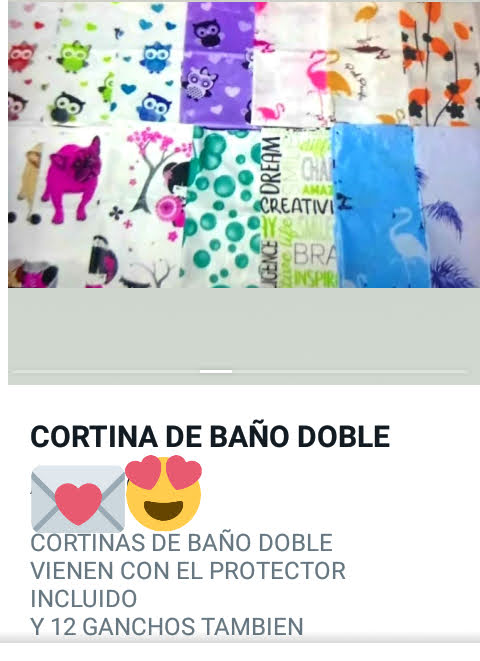 DREAM
CHA
AMAZ
CREATIVI
BRA
INSPIR
CORTINA DE BAÑO DOBLE
CORTINAS DE BAÑO DOBLE
VIENEN CON EL PROTECTOR
INCLUIDO
Y 12 GANCHOS TAMBIEN